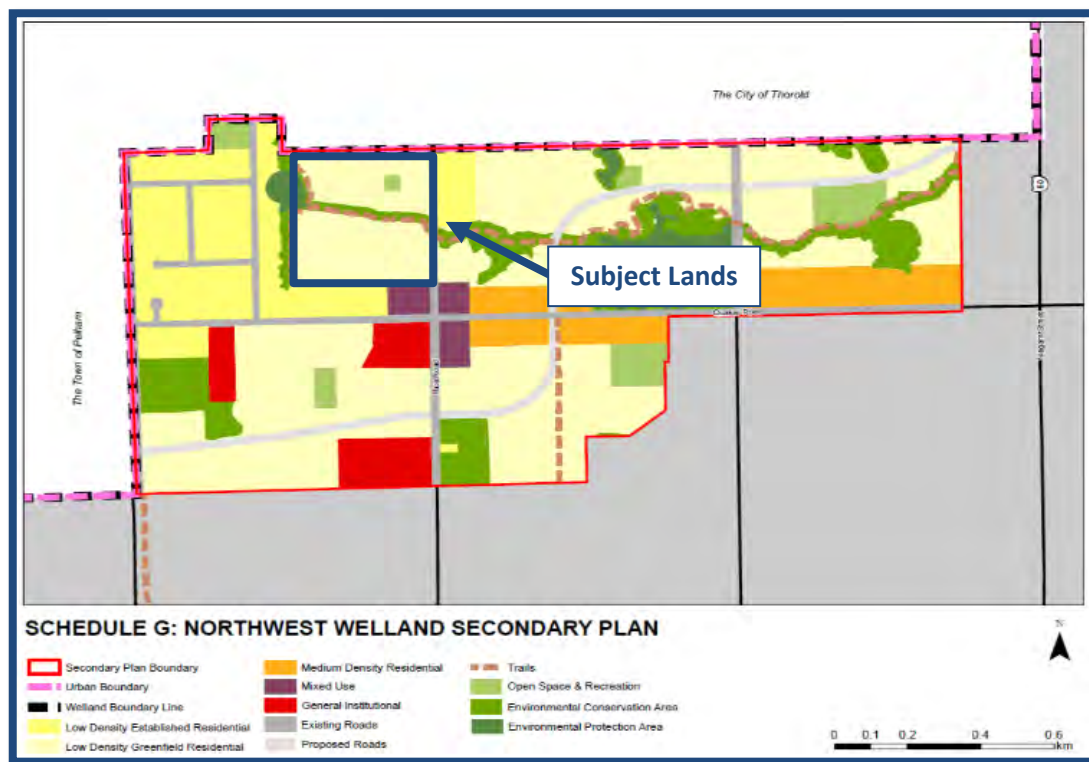 The City of Thorold
60
Subject Lands
The Town of Pelham
SCHEDULE G: NORTHWEST WELLAND SECONDARY PLAN
N
Secondary Plan Boundary
Urban Boundary
Welland Boundary Line
Low Density Established Residential
Low Density Greenfield Residential
Medium Density Residential
Mixed Use
General Institutional
Existing Roads
Proposed Roads
Trails
Open Space & Recreation
Environmental Conservation Area
Environmental Protection Area
0 0.1 0.2 0.4 0.6
km